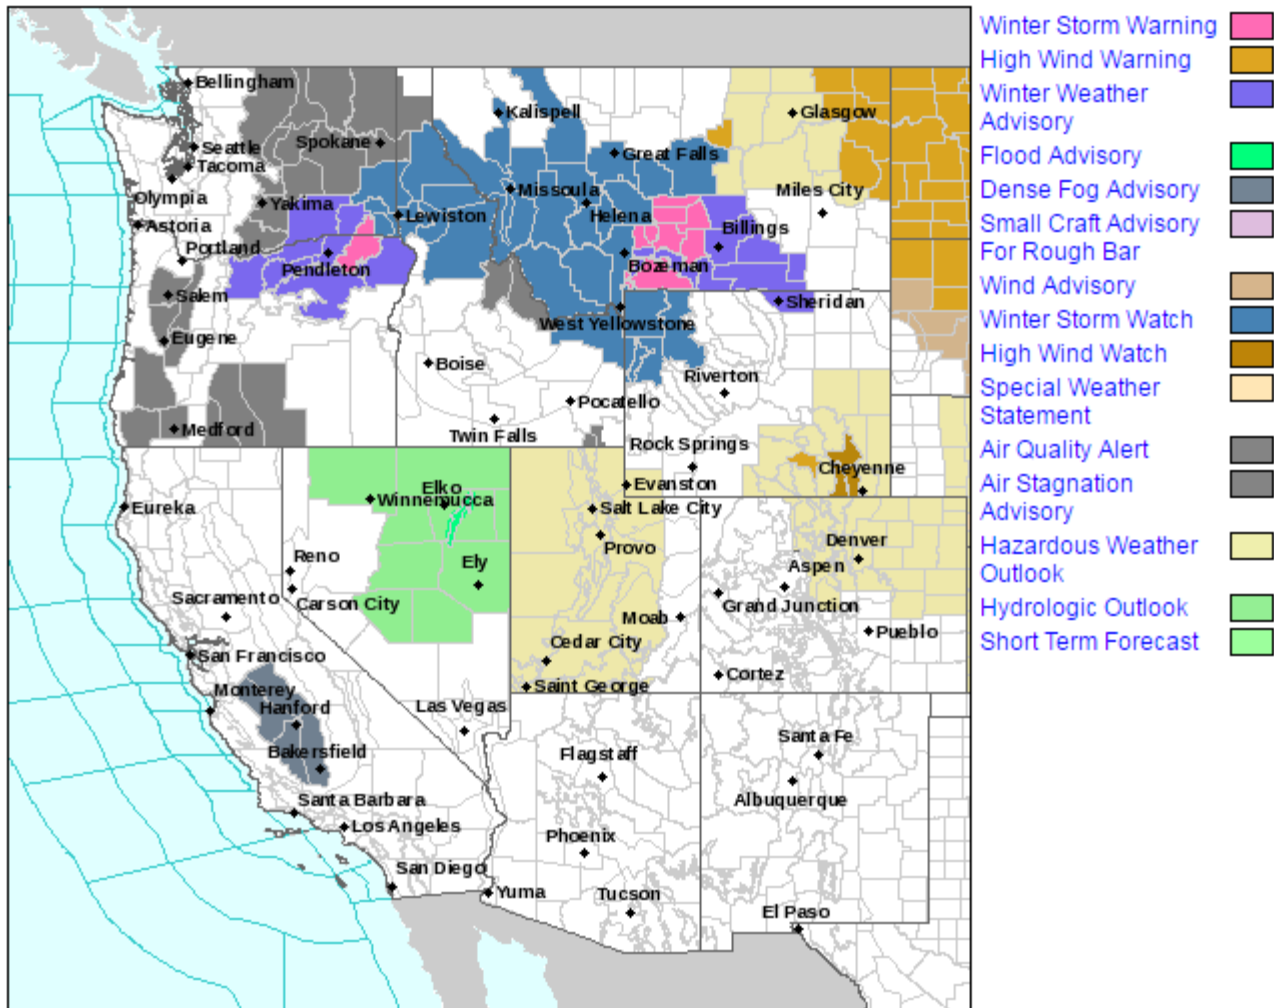 Winter Storm Warning
High Wind Warning
Winter Weather
Advisory
Flood Advisory
Dense Fog Advisory
Small Craft Advisory
For Rough Bar
Wind Advisory
Winter Storm Watch
High Wind Watch
Special Weather
Statement
Air Quality Alert
Air Stagnation
Advisory
Hazardous Weather
Outlook
Hydrologic Outlook
Short Term Forecast
Bellingham
Kalispell
Glasgow
Seattle
Spokane
Great Falls
Tacoma
Olympia
Missoula
Miles City
Yakima
Lewiston
Helena
Astoria
Billings
Portland
Pendleton
Bozeman
Salem
Sheridan
West Yellowstone
Eugene
Boise
Riverton
Pocatello
Medford
Twin Falls
Rock Springs
Cheyenne
Evanston
Elko
Winnemucca
Eureka
Salt Lake City
Denver
Provo
Reno
Ely
Aspen
Sacramento
Carson City
Grand Junction
Moab
Pueblo
Cedar City
San Francisco
Cortez
Saint George
Monterey
Hanford
Las Vegas
Santa Fe
Bakersfield
Flagstaff
Santa Barbara
Albuquerque
Los Angeles
Phoenix
San Diego
Yuma
Tucson
El Paso